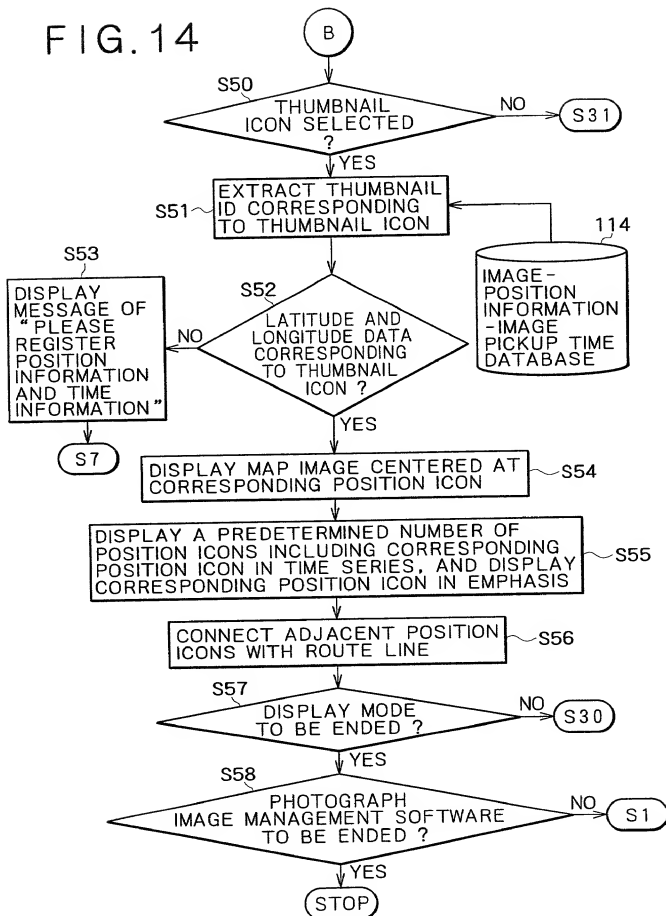 FIG.14
B
S50
THUMBNAIL
ICON SELECTED
?
NO
S31
YES
S51
EXTRACT THUMBNAIL
ID CORRESPONDING
TO THUMBNAIL ICON
114
IMAGE-
POSITION
INFORMATION
-IMAGE
PICKUP TIME
DATABASE
S53
DISPLAY
MESSAGE OF
"PLEASE
REGISTER
POSITION
INFORMATION
AND TIME
INFORMATION"
S7
NO
S52
LATITUDE AND
LONGITUDE DATA
CORRESPONDING
TO THUMBNAIL
ICON ?
YES
DISPLAY MAP IMAGE CENTERED AT
CORRESPONDING POSITION ICON
S54
DISPLAY A PREDETERMINED NUMBER OF
POSITION ICONS INCLUDING CORRESPONDING
POSITION ICON IN TIME SERIES, AND DISPLAY
CORRESPONDING POSITION ICON IN EMPHASIS
S55
CONNECT ADJACENT POSITION
ICONS WITH ROUTE LINE
S56
S57
DISPLAY MODE
TO BE ENDED ?
NO
S30
YES
S58
PHOTOGRAPH
IMAGE MANAGEMENT SOFTWARE
TO BE ENDED ?
NO
S1
YES
STOP